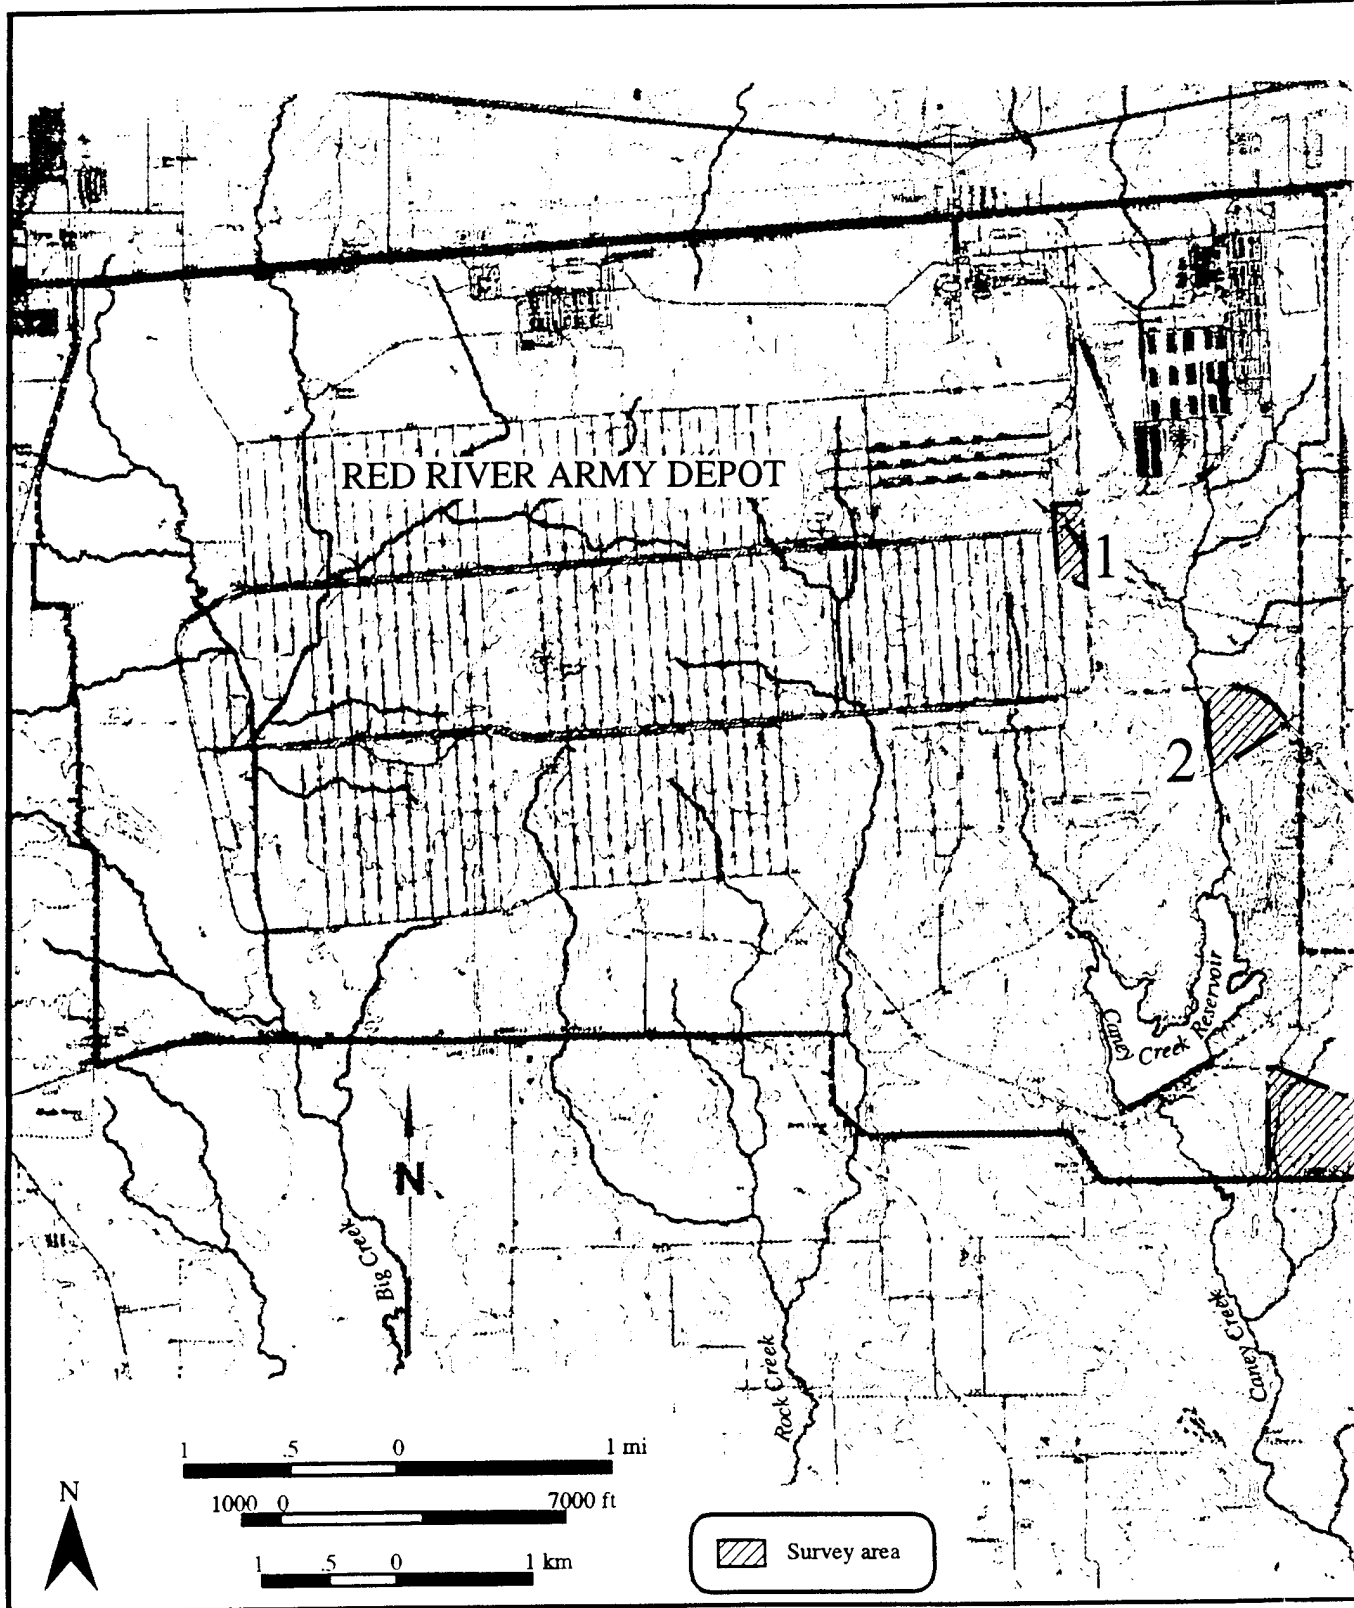 RED RIVER ARMY DEPOT
1
2
Caney Creek Reservoir
N
Big Creek
Rock Creek
Caney Creek
1 .5 0 1 mi
1000 0 7000 ft
1 .5 0 1 km
N
Survey area